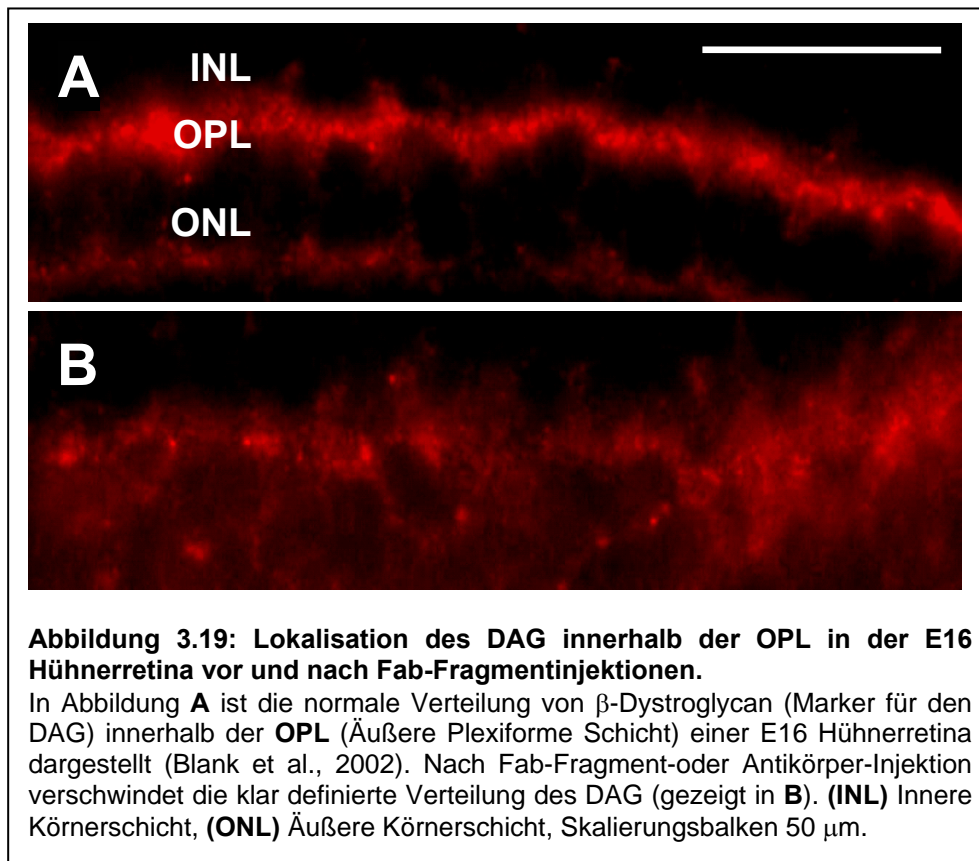 A
INL
OPL
ONL
B
Abbildung 3.19: Lokalisation des DAG innerhalb der OPL in der E16
Hühnerretina vor und nach Fab-Fragmentinjektionen.
In Abbildung A ist die normale Verteilung von β-Dystroglycan (Marker für den
DAG) innerhalb der OPL (Äußere Plexiforme Schicht) einer E16 Hühnerretina
dargestellt (Blank et al., 2002). Nach Fab-Fragment-oder Antikörper-Injektion
verschwindet die klar definierte Verteilung des DAG (gezeigt in B). (INL) Innere
Körnerschicht, (ONL) Äußere Körnerschicht, Skalierungsbalken 50 μm.